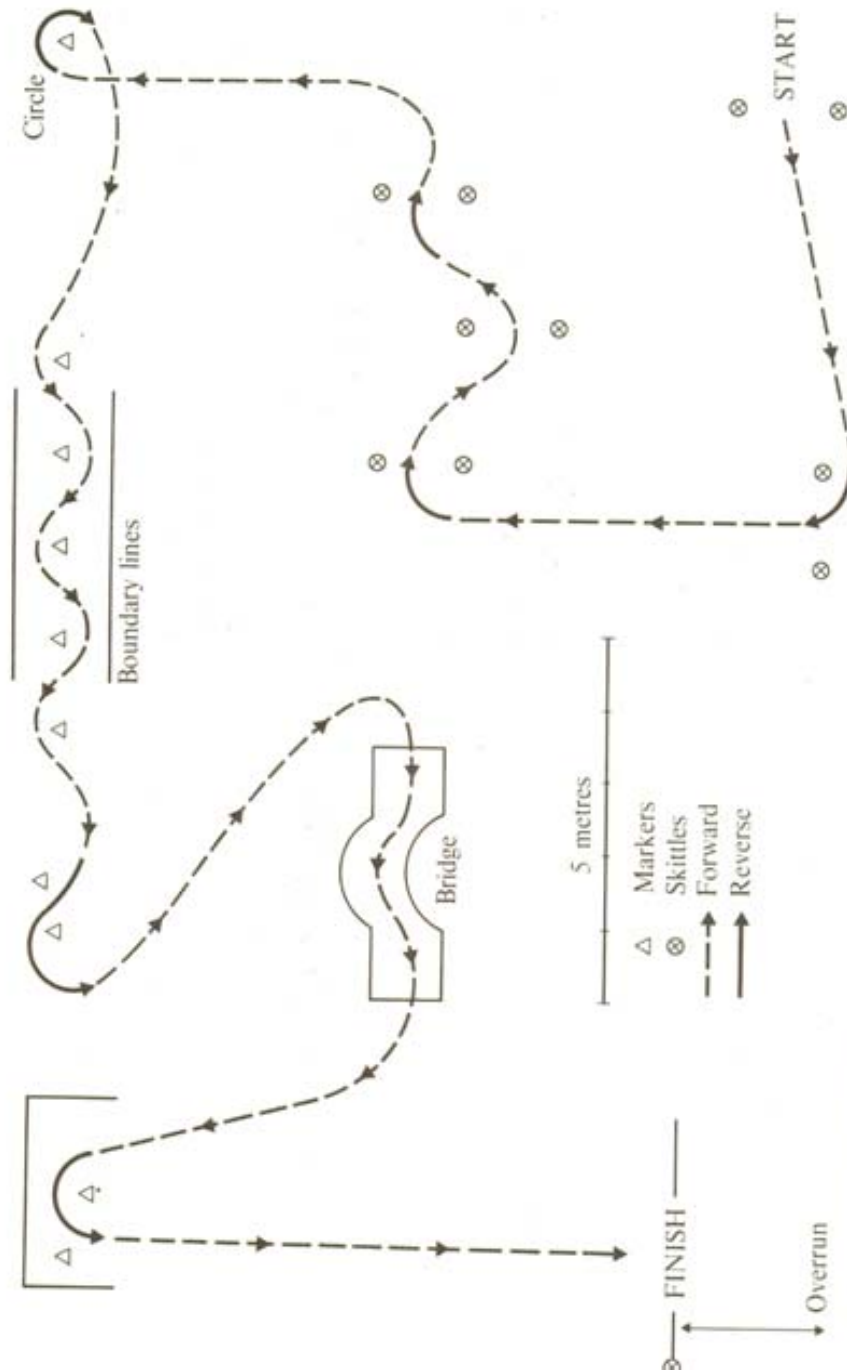 Circle
START
Boundary lines
Bridge
5 metres
Markers
Skittles
Forward
Reverse
FINISH
Overrun